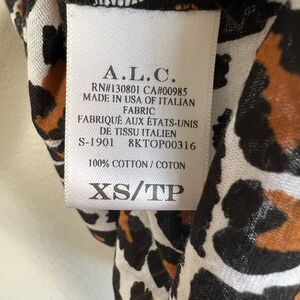 A.L.C.
RN#130801 CA#00985
MADE IN USA OF ITALIAN
FABRIC
FABRIQUÉ AUX ÉTATS-UNIS
DE TISSU ITALIEN
S-1901 8KTOP00316
100% COTTON / COTON
XS/TP